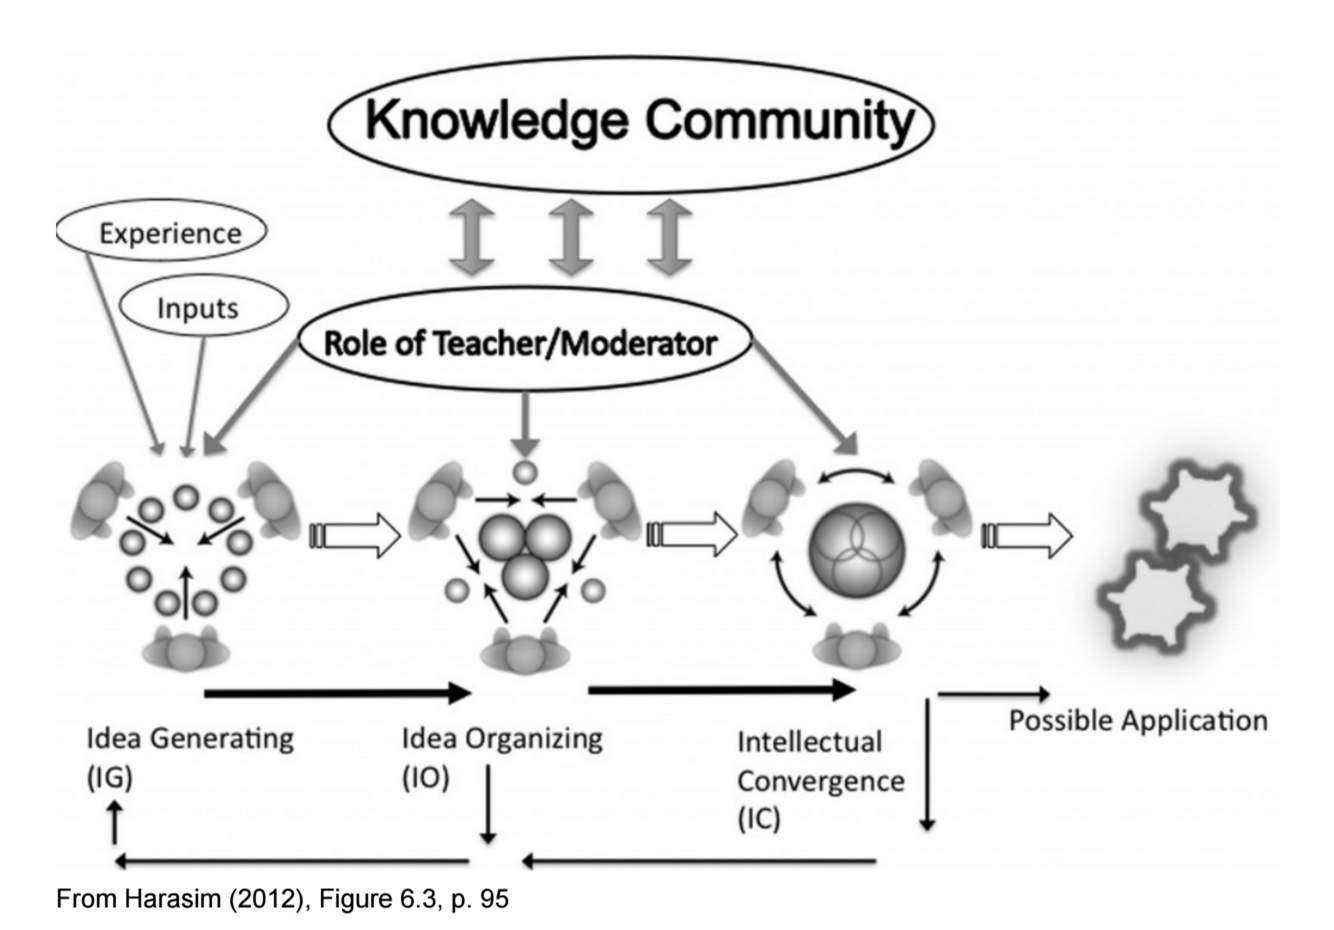 Knowledge Community
Experience
Inputs
Role of Teacher/Moderator
Idea Generating
(IG)
Idea Organizing
(IO)
Intellectual
Convergence
(IC)
Possible Application
From Harasim (2012), Figure 6.3, p. 95